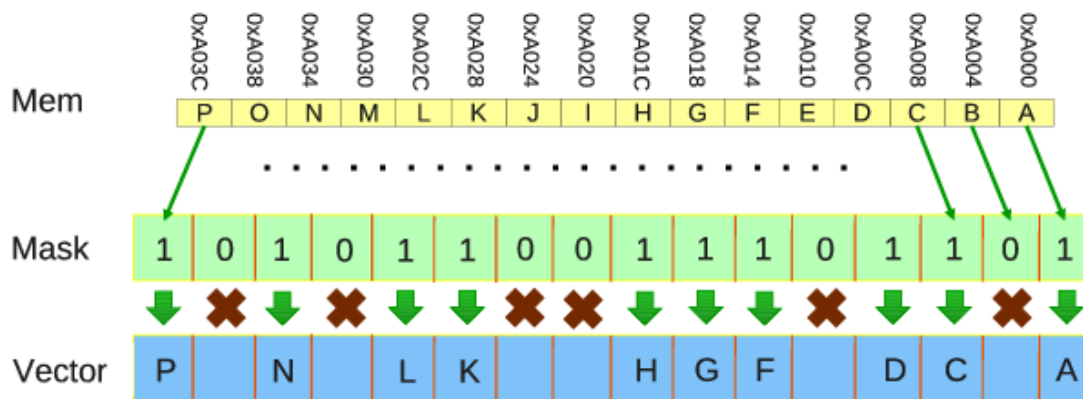 0xA03C 0xA038 0xA034 0xA030 0xA02C 0xA028 0xA024 0xA020 0xA01C 0xA018 0xA014 0xA010 0xA00C 0xA008 0xA004 0xA000
Mem P O N M L K J I H G F E D C B A
Mask 1 0 1 0 1 1 0 0 1 1 1 0 1 1 0 1
Vector P N L K H G F D C A